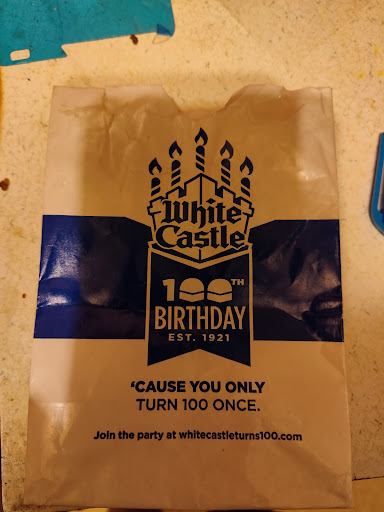 White
Castle
100TH
BIRTHDAY
EST. 1921
‘CAUSE YOU ONLY
TURN 100 ONCE.
Join the party at whitecastleturns100.com